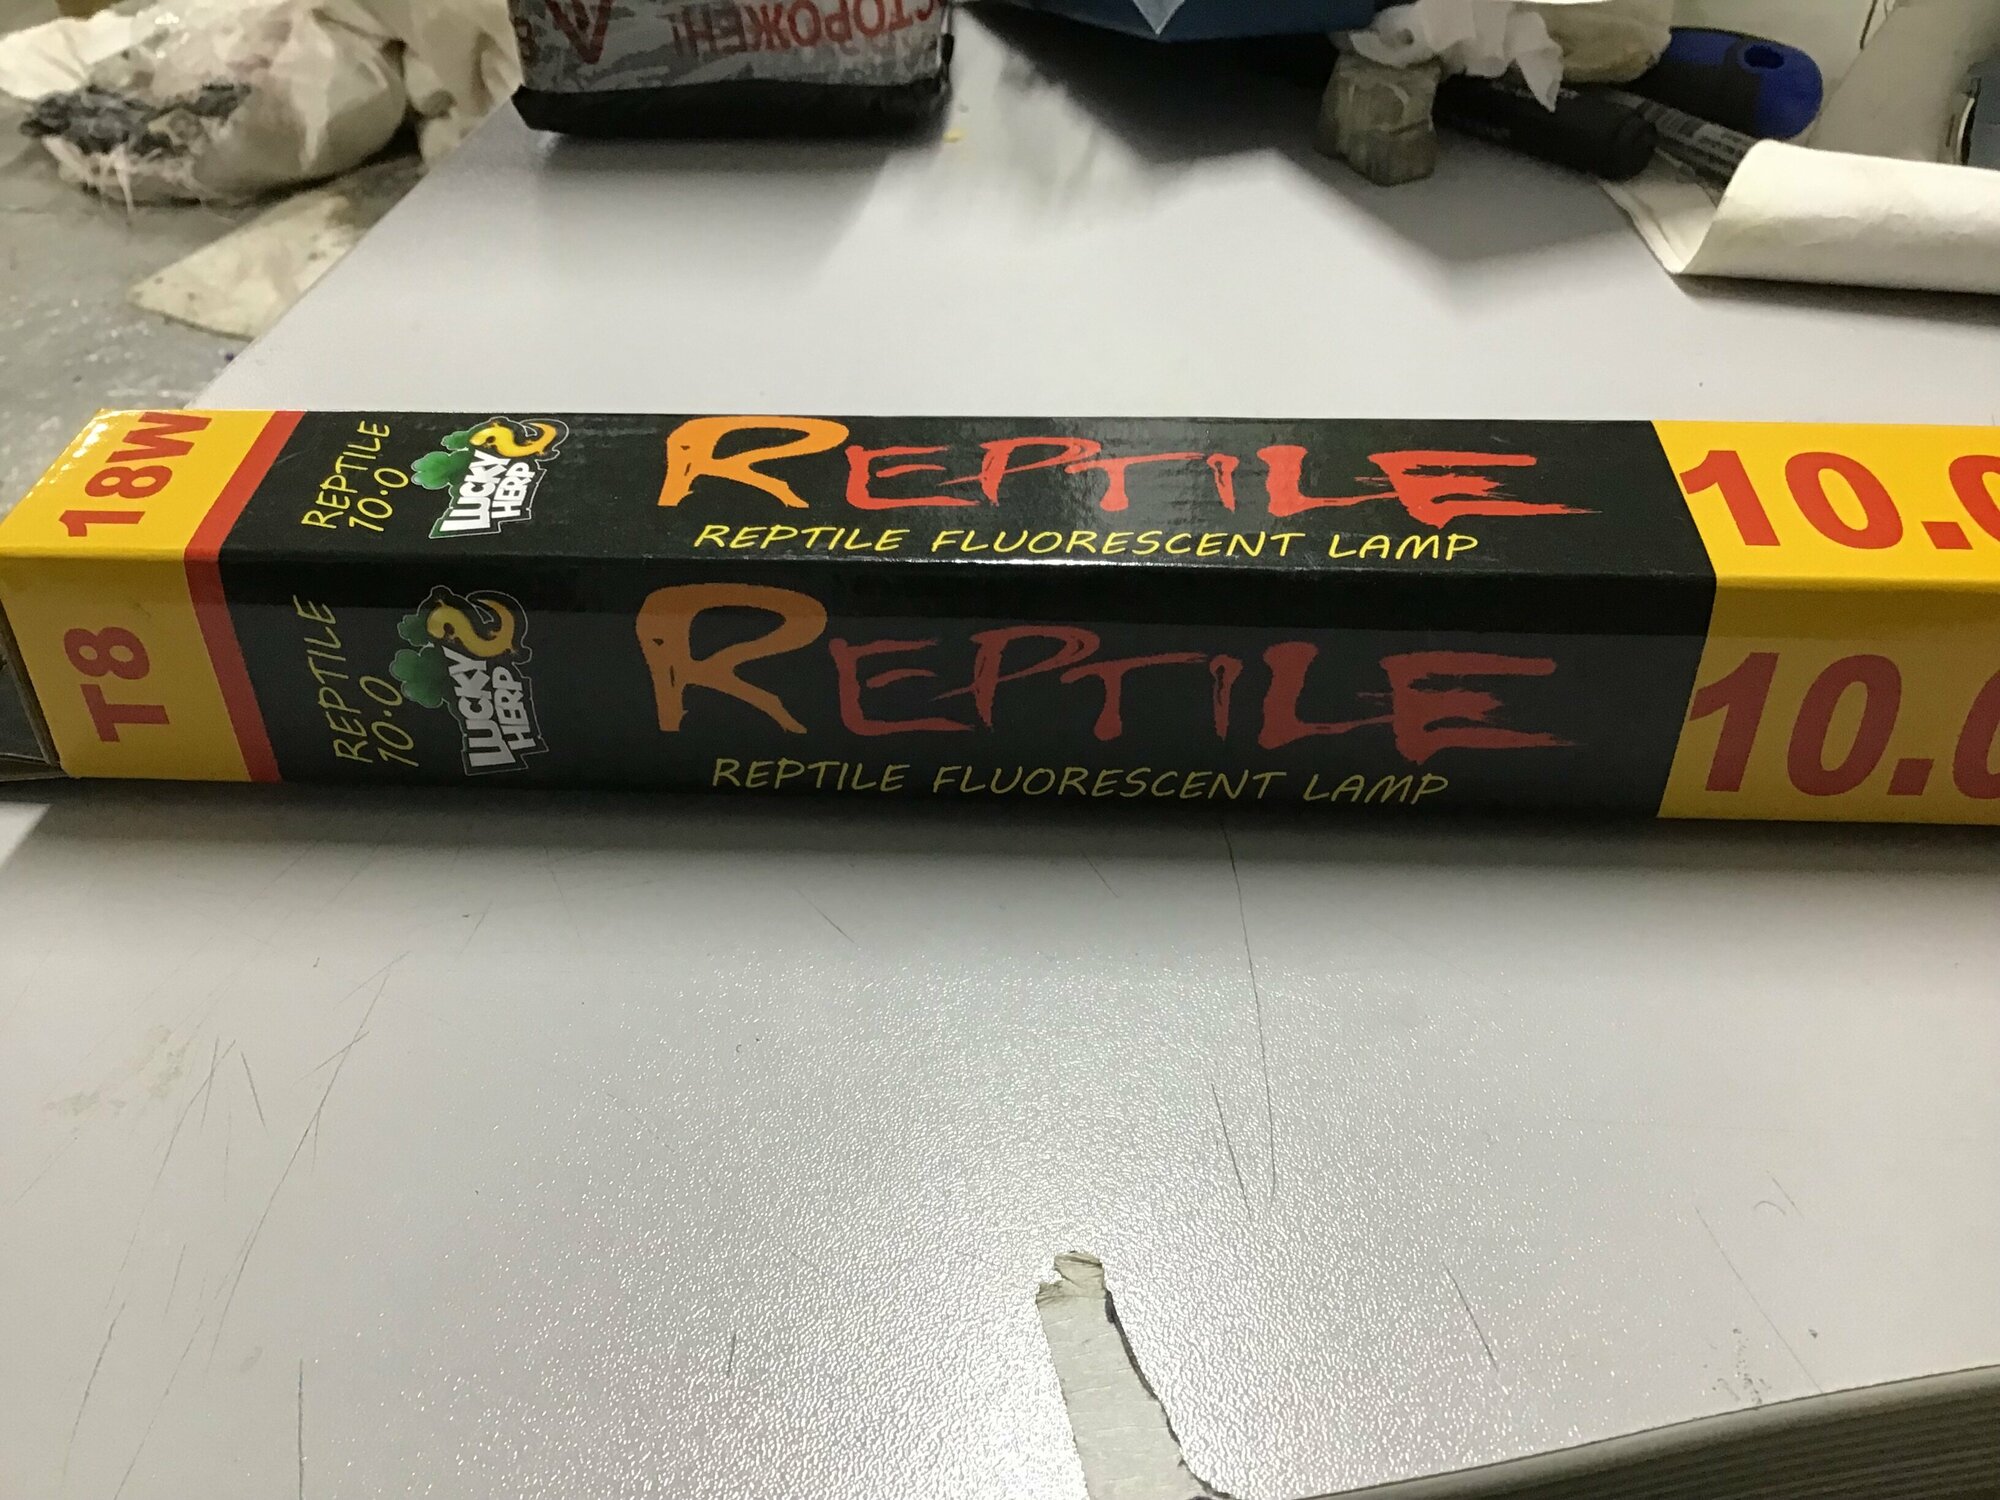 СТОРОЖЕН
18W
REPTILE
10.0
LUCKY
HERP
REPTILE
REPTILE FLUORESCENT LAMP
10.0
T8
REPTILE
10.0
LUCKY
HERP
REPTILE
REPTILE FLUORESCENT LAMP
10.0